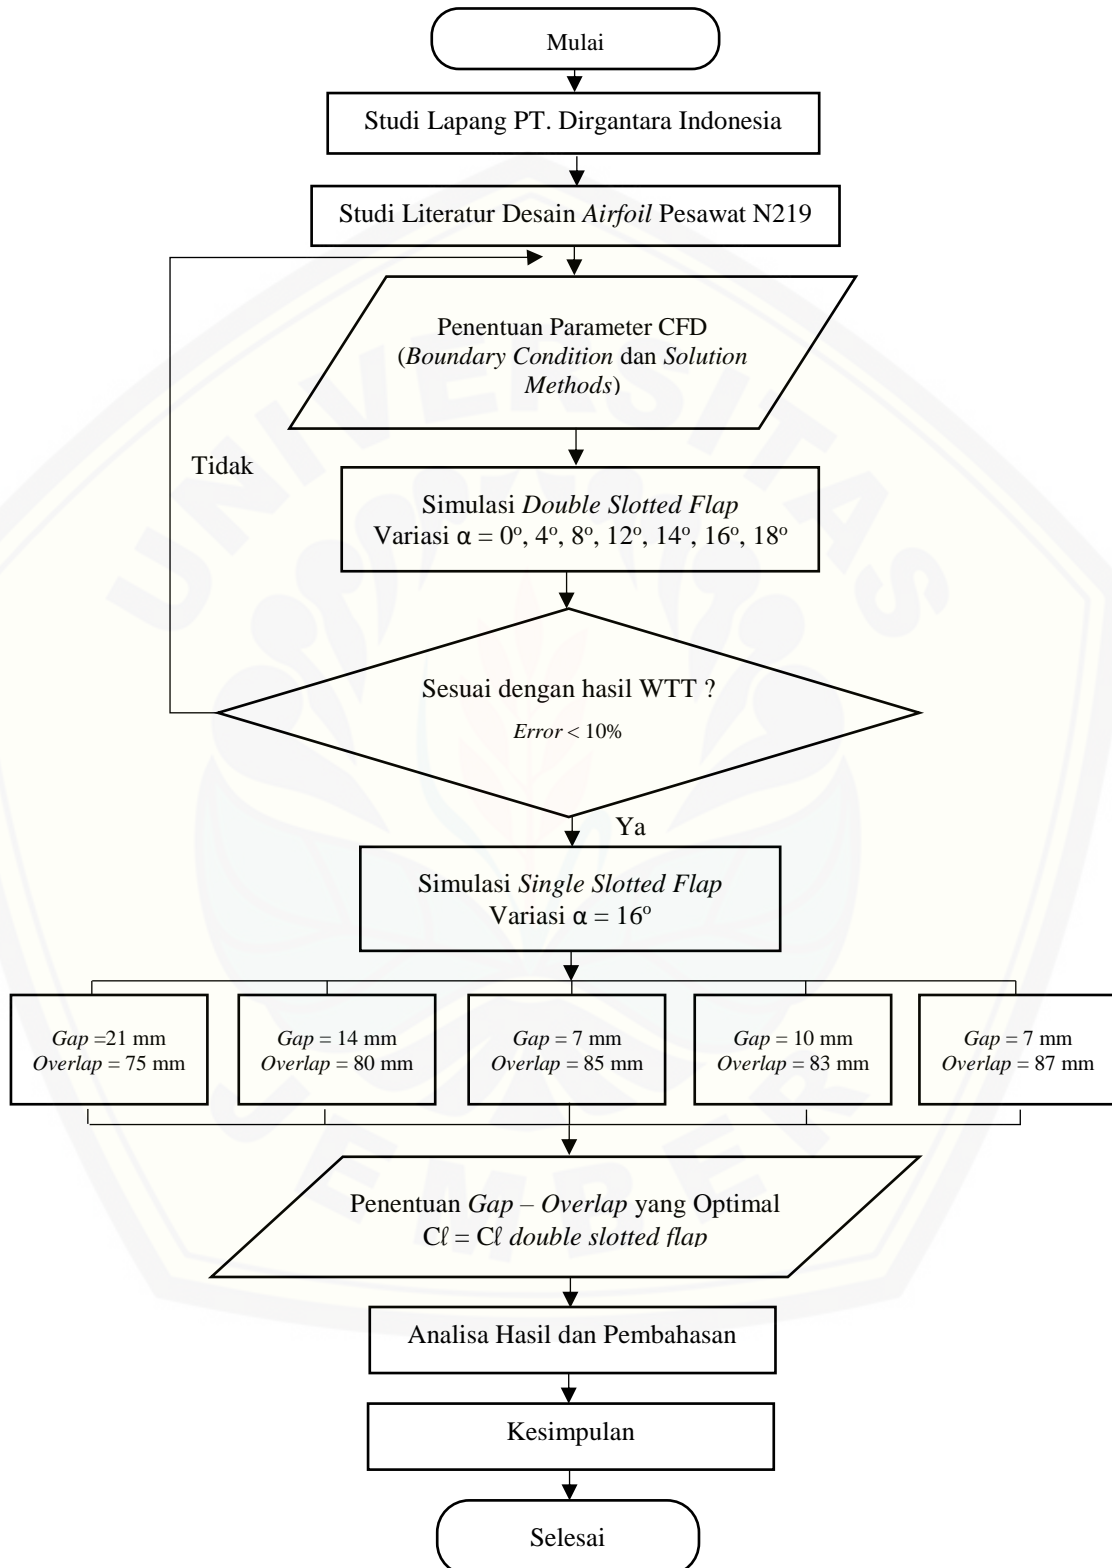 Mulai
Studi Lapang PT. Dirgantara Indonesia
Studi Literatur Desain Airfoil Pesawat N219
Penentuan Parameter CFD
(Boundary Condition dan Solution
Methods)
Tidak
Simulasi Double Slotted Flap
Variasi α = 0º, 4º, 8º, 12º, 14º, 16º, 18º
Sesuai dengan hasil WTT ?
Error < 10%
Ya
Simulasi Single Slotted Flap
Variasi α = 16º
Gap =21 mm
Overlap = 75 mm
Gap = 14 mm
Overlap = 80 mm
Gap = 7 mm
Overlap = 85 mm
Gap = 10 mm
Overlap = 83 mm
Gap = 7 mm
Overlap = 87 mm
Penentuan Gap – Overlap yang Optimal
Cℓ = Cℓ double slotted flap
Analisa Hasil dan Pembahasan
Kesimpulan
Selesai
UNIVERSITAS
JEMBER